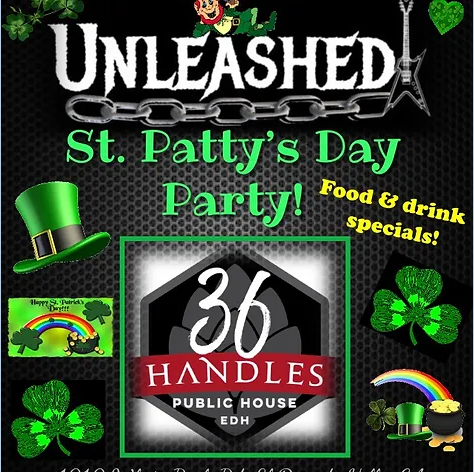 UNLEASHED
St. Patty's Day
Party!
Food & drink
specials!
Happy St. Patrick's
Day!!!
36
HANDLES
PUBLIC HOUSE
EDH